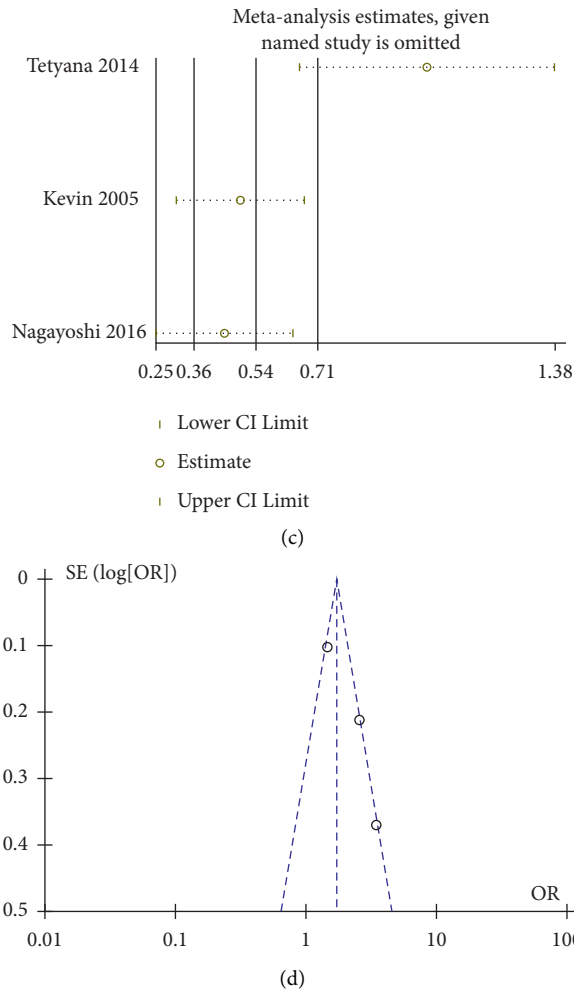 Meta-analysis estimates, given
named study is omitted
Tetyana 2014
Kevin 2005
Nagayoshi 2016
0.25 0.36 0.54 0.71 1.38
Lower CI Limit
Estimate
Upper CI Limit
(c)
SE (log[OR])
0
0.1
0.2
0.3
0.4
0.5
OR
0.01 0.1 1 10 100
(d)